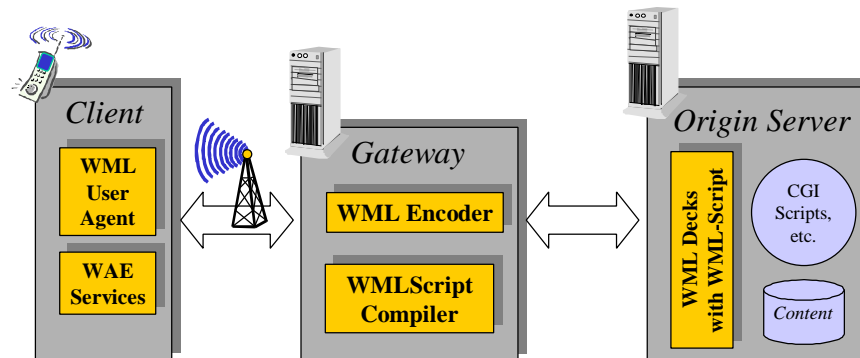 Client
WML
User
Agent
WAE
Services
Gateway
WML Encoder
WMLScript
Compiler
Origin Server
WML Decks
with WML-Script
CGI
Scripts,
etc.
Content